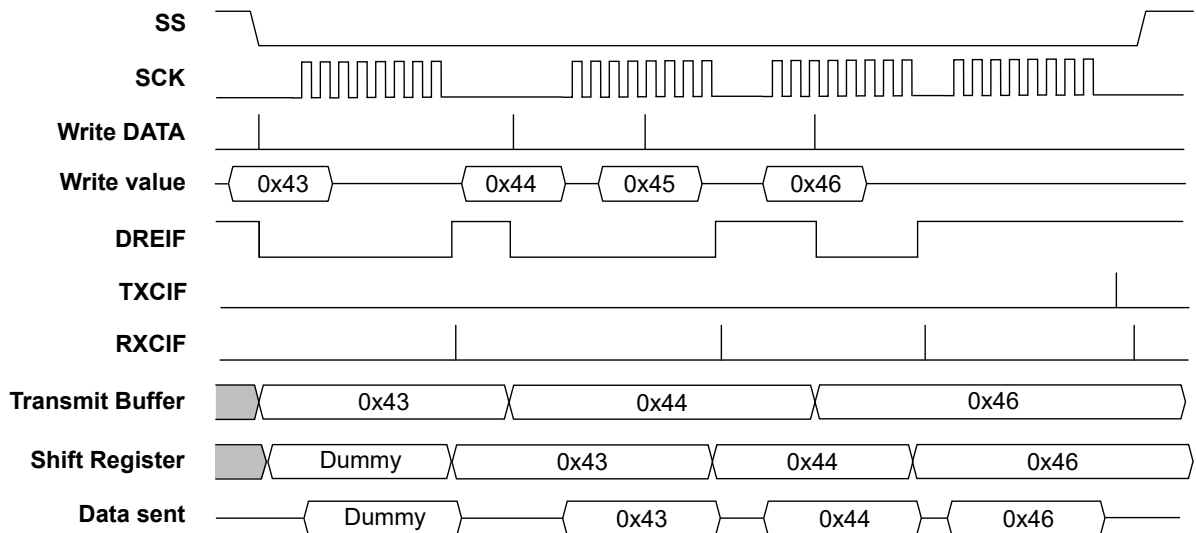 SS
SCK
Write DATA
Write value 0x43 0x44 0x45 0x46
DREIF
TXCIF
RXCIF
Transmit Buffer 0x43 0x44 0x46
Shift Register Dummy 0x43 0x44 0x46
Data sent Dummy 0x43 0x44 0x46